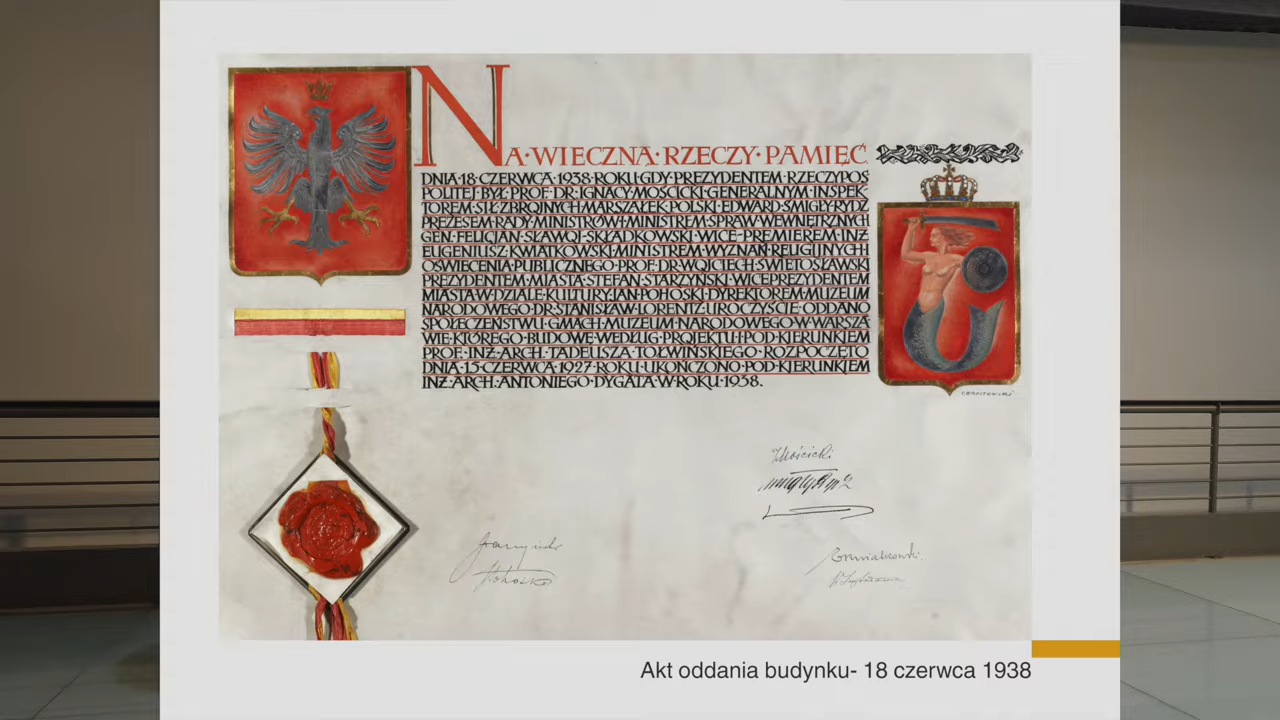 NA·WIECZNA·RZECZY·PAMIĘĆ
DNIA·18·CZERWCA·1938·ROKU·GDY·PREZYDENTEM·RZECZYPOS
POLITEJ·BYŁ·PROF·DR·IGNACY·MOŚCICKI·GENERALNYM·INSPEK
TOREM·SIŁ·ZBROJNYCH·MARSZAŁEK·POLSKI·EDWARD·ŚMIGŁY·RYDZ
PREZESEM·RADY·MINISTRÓW·I·MINISTREM·SPRAW·WEWNĘTRZNYCH
GEN·FELICJAN·SŁAWOJ·SKŁADKOWSKI·WICE-PREMIEREM·INŻ
EUGENIUSZ·KWIATKOWSKI·MINISTREM·WYZNAŃ·RELIGIJNYCH·I
OŚWIECENIA·PUBLICZNEGO·PROF·DR·WOJCIECH·ŚWIĘTOSŁAWSKI
PREZYDENTEM·MIASTA·STEFAN·STARZYŃSKI·WICEPREZYDENTEM
MIASTA·W·DZIALE·KULTURY·JAN·POHOSKI·DYREKTOREM·MUZEUM
NARODOWEGO·DR·STANISŁAW·LORENTZ·UROCZYŚCIE·ODDANO
SPOŁECZEŃSTWU·GMACH·MUZEUM·NARODOWEGO·W·WARSZA
WIE·KTÓREGO·BUDOWĘ·WEDŁUG·PROJEKTU·I·POD·KIERUNKIEM
PROF·INŻ·ARCH·TADEUSZA·TOŁWIŃSKIEGO·ROZPOCZĘTO
DNIA·15·CZERWCA·1927·ROKU·UKOŃCZONO·POD·KIERUNKIEM
INŻ·ARCH·ANTONIEGO·DYGATA·W·ROKU·1938.
Akt oddania budynku- 18 czerwca 1938